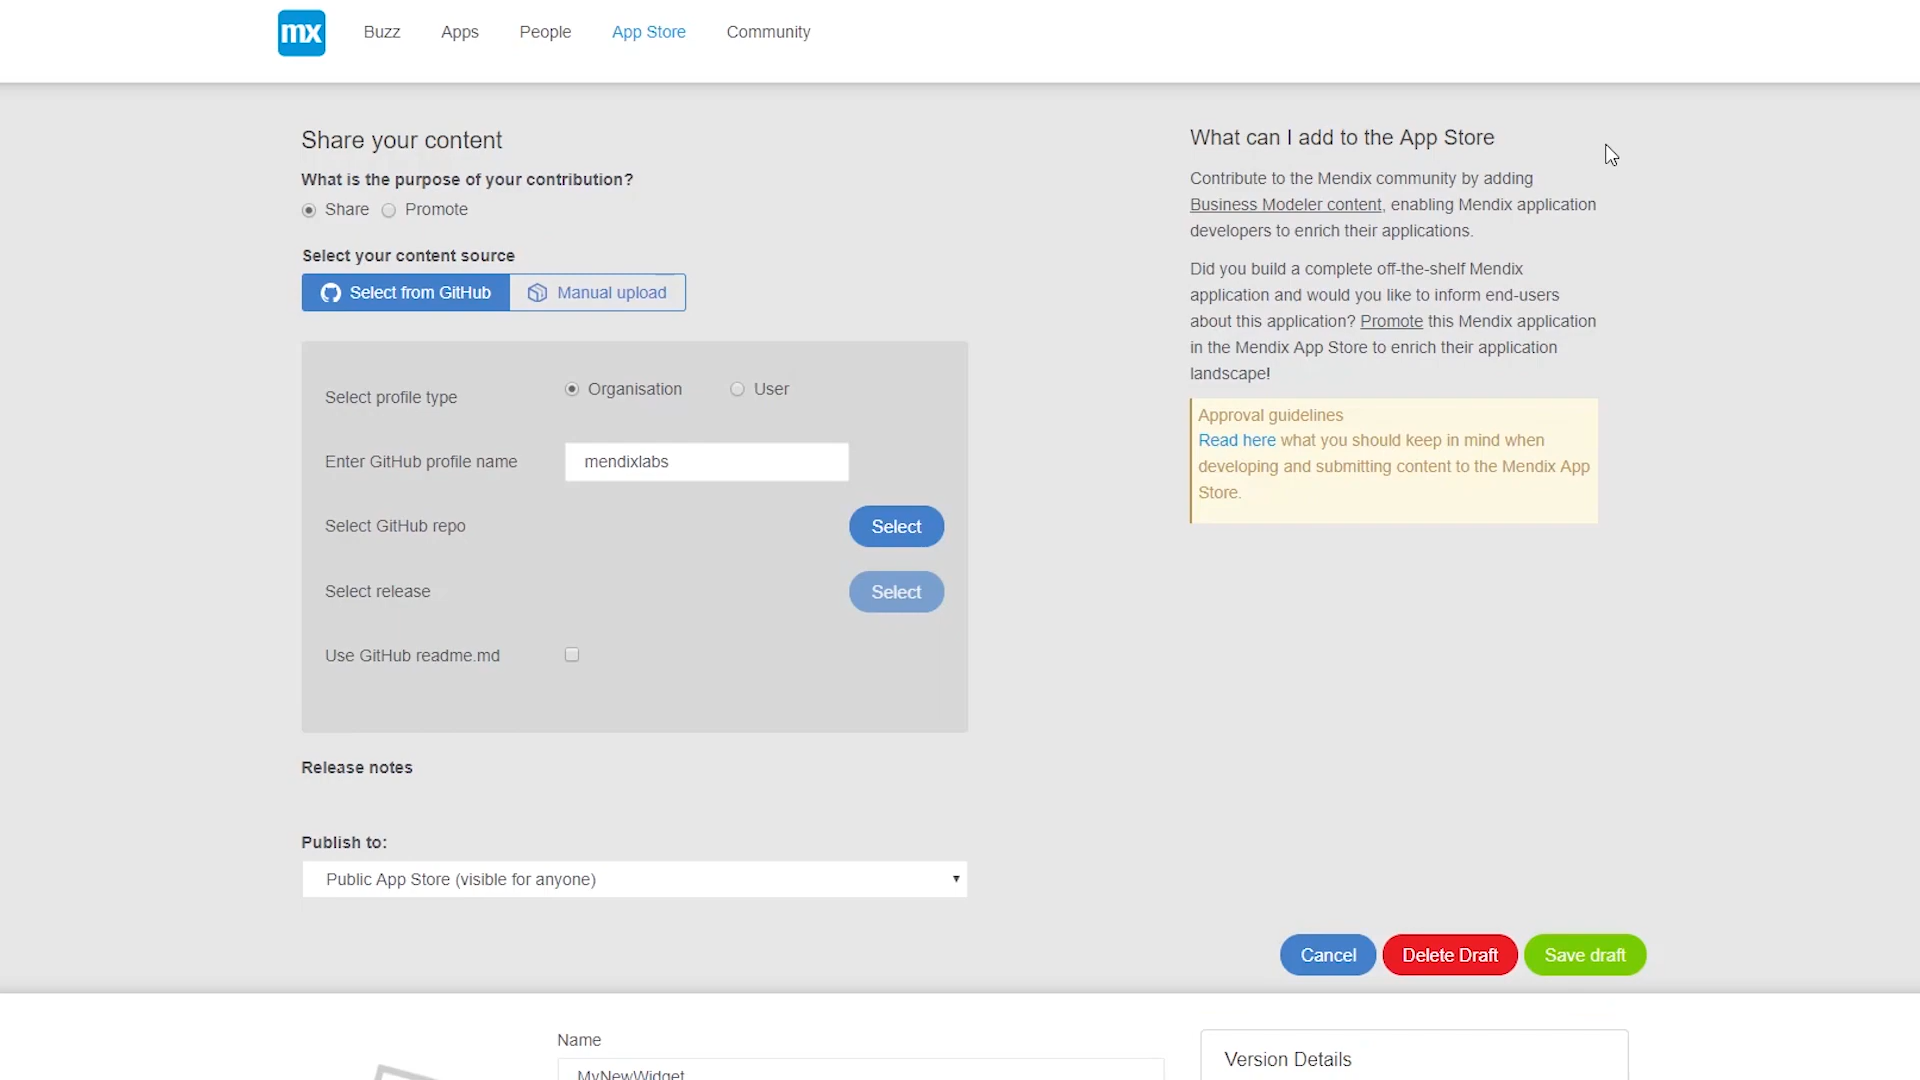 mx
Buzz Apps People App Store Community
Share your content
What is the purpose of your contribution?
Share Promote
Select your content source
Select from GitHub Manual upload
Select profile type Organisation User
Enter GitHub profile name mendixlabs
Select GitHub repo Select
Select release Select
Use GitHub readme.md
Release notes
Publish to:
Public App Store (visible for anyone)
What can I add to the App Store
Contribute to the Mendix community by adding
Business Modeler content, enabling Mendix application
developers to enrich their applications.
Did you build a complete off-the-shelf Mendix
application and would you like to inform end-users
about this application? Promote this Mendix application
in the Mendix App Store to enrich their application
landscape!
Approval guidelines
Read here what you should keep in mind when
developing and submitting content to the Mendix App
Store.
Cancel Delete Draft Save draft
Name
MyNewWidget
Version Details